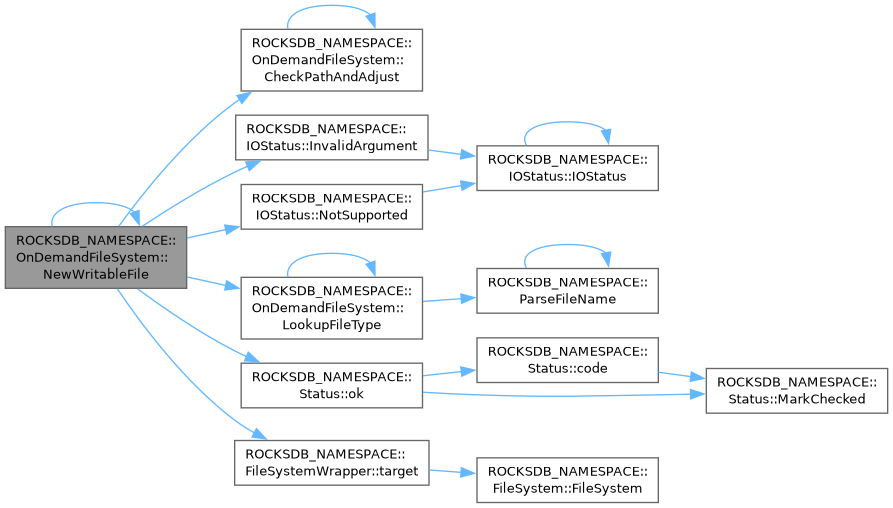 ROCKSDB_NAMESPACE::
OnDemandFileSystem::
NewWritableFile
ROCKSDB_NAMESPACE::
OnDemandFileSystem::
CheckPathAndAdjust
ROCKSDB_NAMESPACE::
IOStatus::InvalidArgument
ROCKSDB_NAMESPACE::
IOStatus::IOStatus
ROCKSDB_NAMESPACE::
IOStatus::NotSupported
ROCKSDB_NAMESPACE::
OnDemandFileSystem::
LookupFileType
ROCKSDB_NAMESPACE::
ParseFileName
ROCKSDB_NAMESPACE::
Status::ok
ROCKSDB_NAMESPACE::
Status::code
ROCKSDB_NAMESPACE::
Status::MarkChecked
ROCKSDB_NAMESPACE::
FileSystemWrapper::target
ROCKSDB_NAMESPACE::
FileSystem::FileSystem